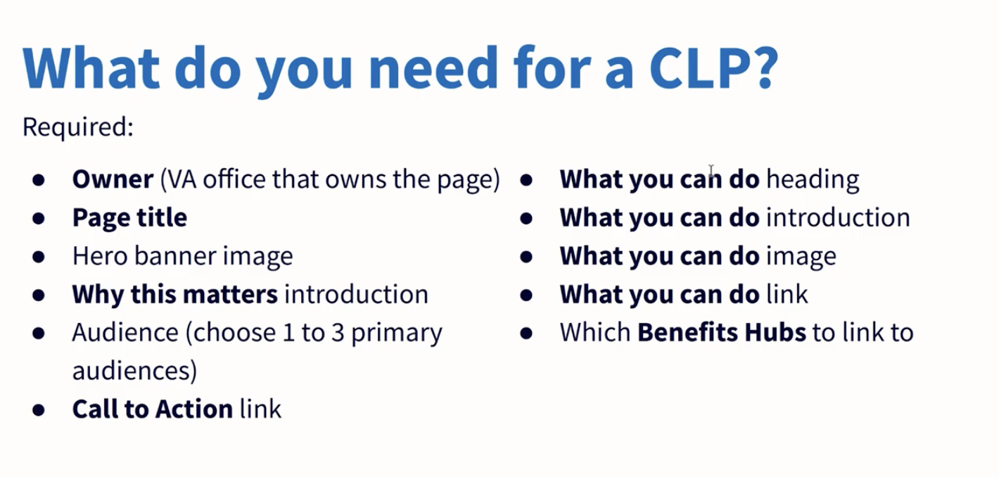 What do you need for a CLP?
Required:
● Owner (VA office that owns the page)
● Page title
● Hero banner image
● Why this matters introduction
● Audience (choose 1 to 3 primary
audiences)
● Call to Action link
● What you can do heading
● What you can do introduction
● What you can do image
● What you can do link
● Which Benefits Hubs to link to